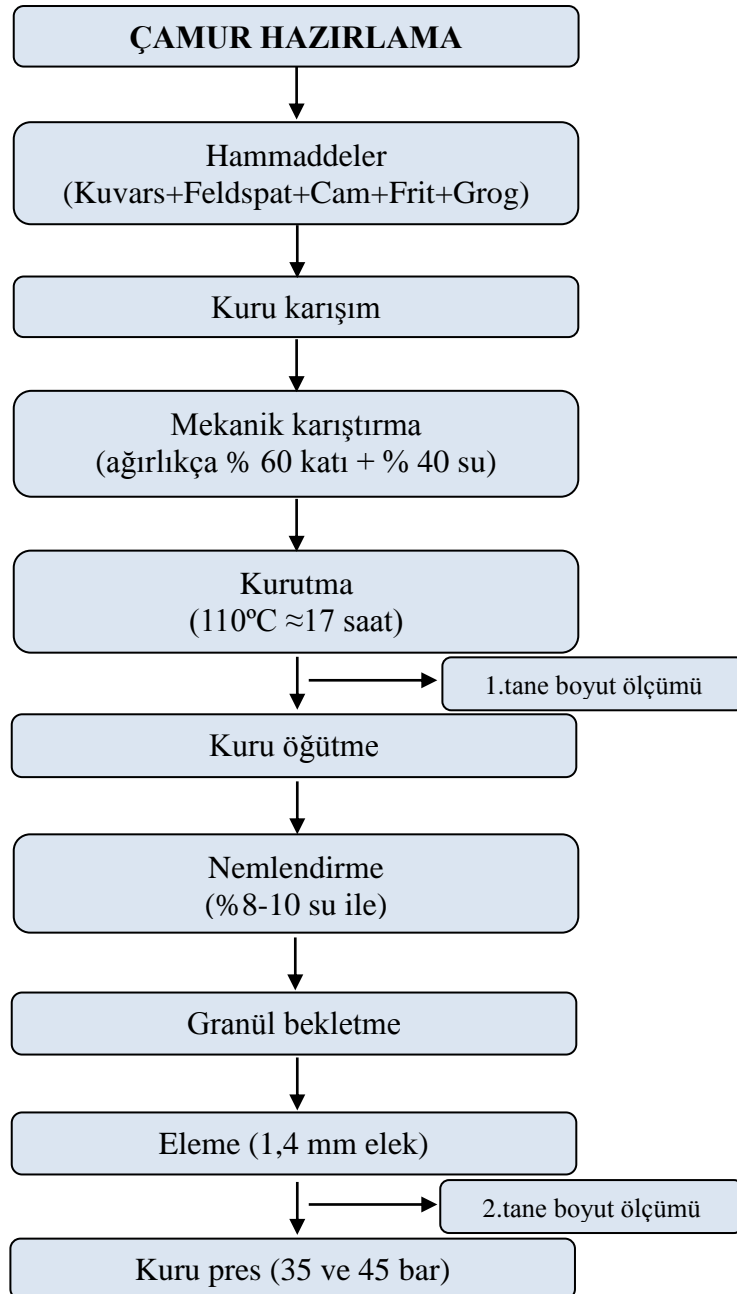 ÇAMUR HAZIRLAMA
Hammaddeler
(Kuvars+Feldspat+Cam+Frit+Grog)
Kuru karışım
Mekanik karıştırma
(ağırlıkça % 60 katı + % 40 su)
Kurutma
(110ºC ≈17 saat)
1.tane boyut ölçümü
Kuru öğütme
Nemlendirme
(%8-10 su ile)
Granül bekletme
Eleme (1,4 mm elek)
2.tane boyut ölçümü
Kuru pres (35 ve 45 bar)